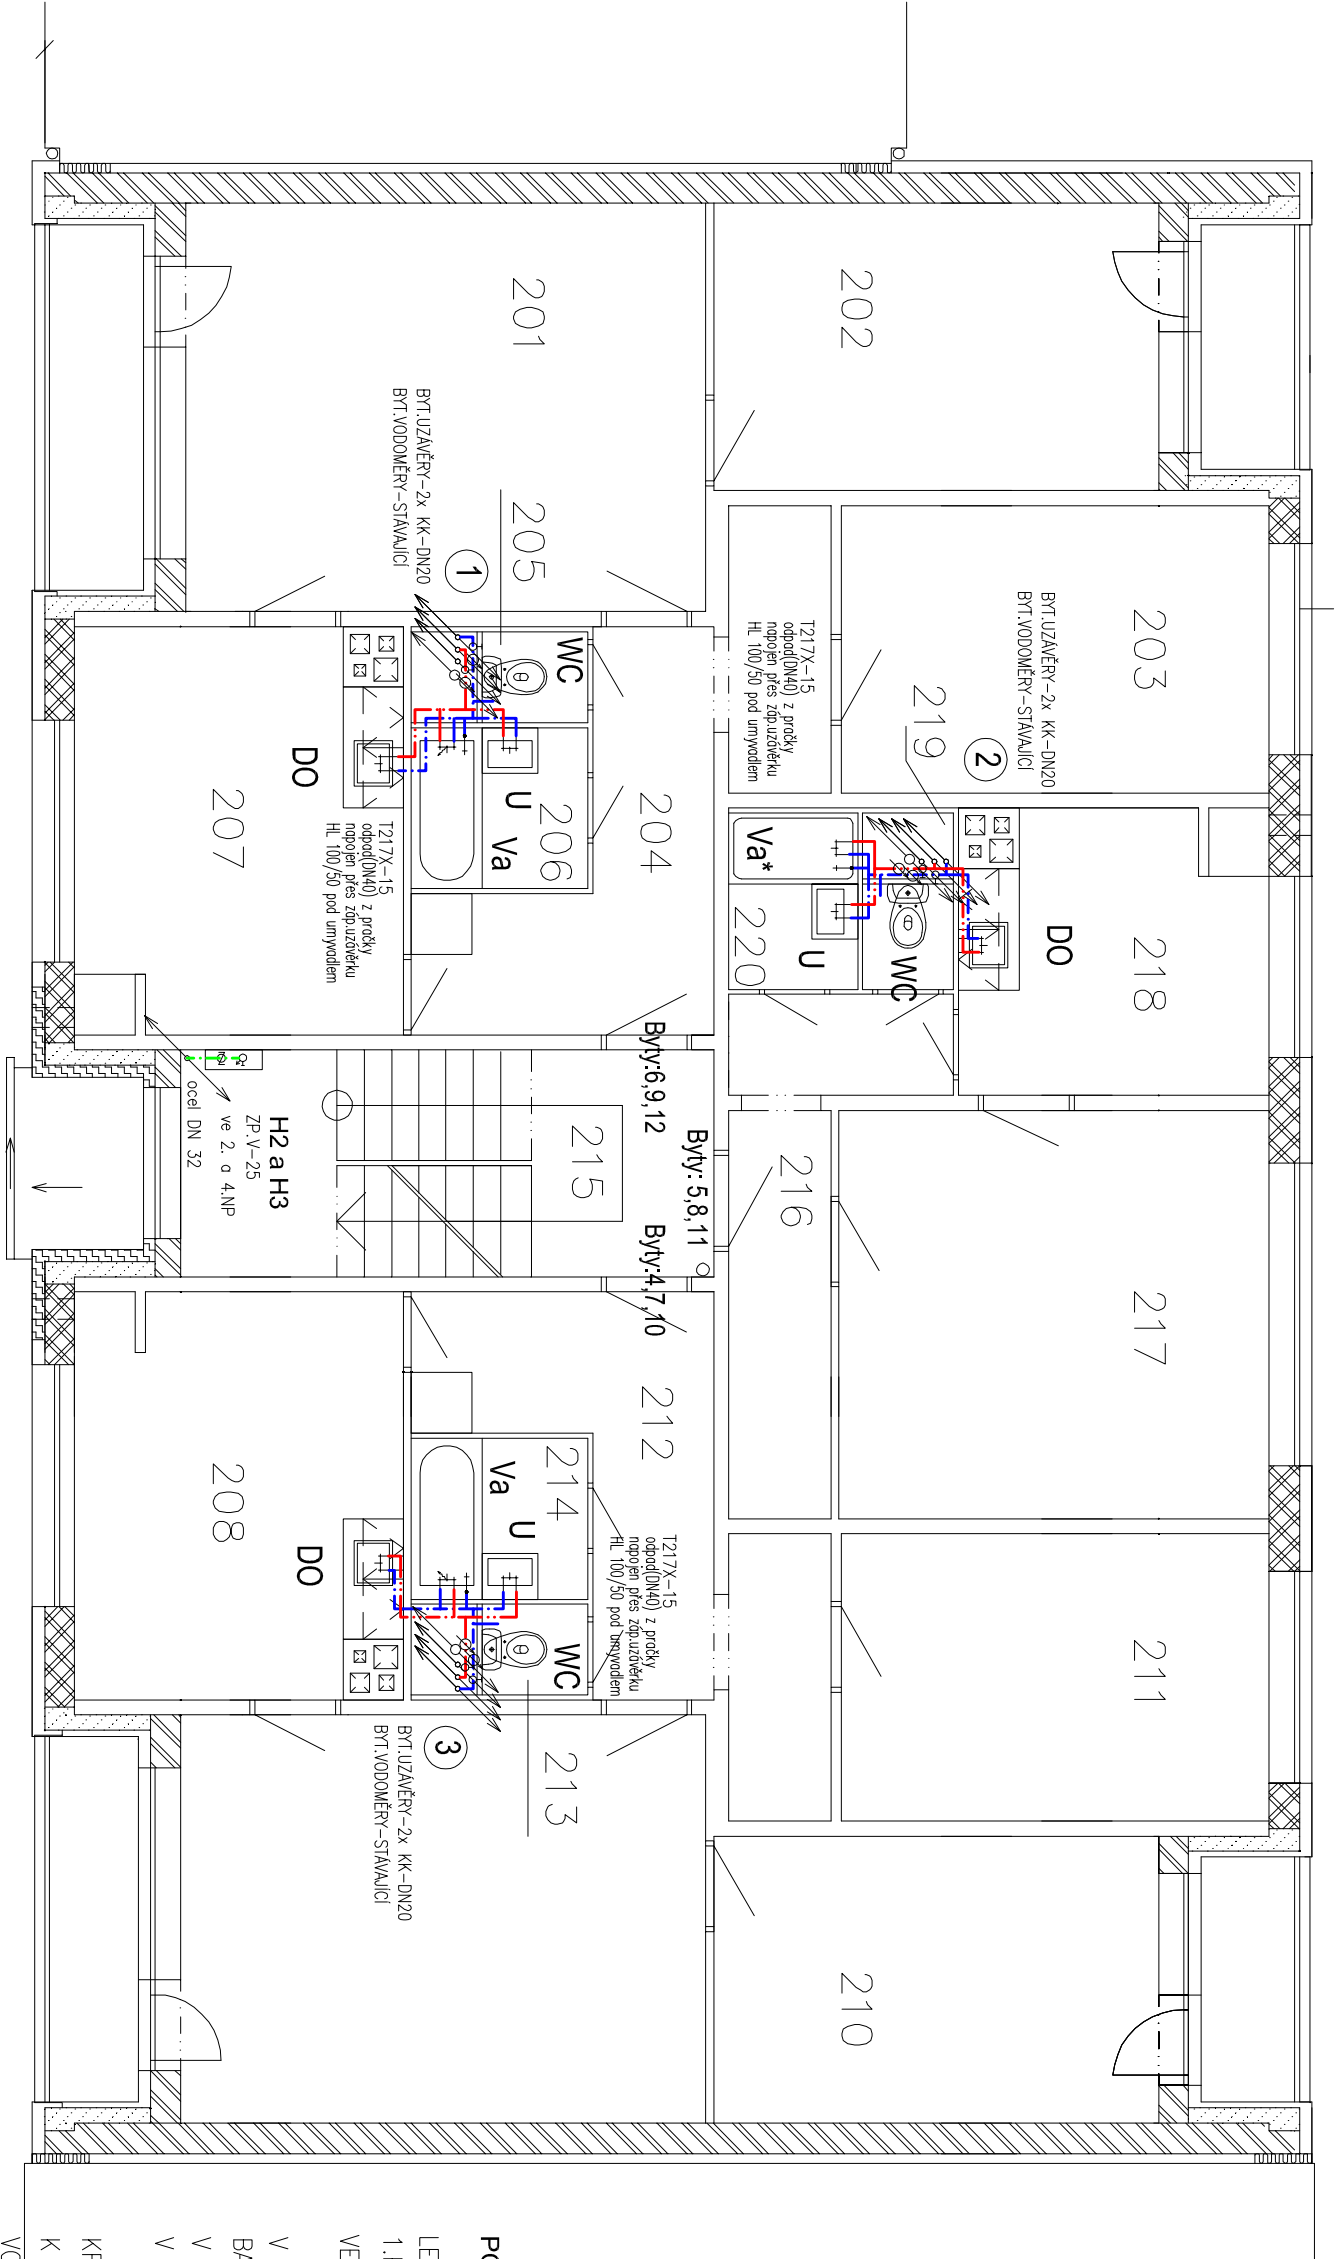 201
202
BYT.UZÁVĚRY-2x KK-DN20
BYT.VODOMĚRY-STÁVAJÍCÍ
205
1
203
BYT.UZÁVĚRY-2x KK-DN20
BYT.VODOMĚRY-STÁVAJÍCÍ
2
219
T217X-15
odpad(DN40) z pračky
napojen přes záp.uzávěrku
HL 100/50 pod umyvadlem
WC
DO
U
Va
206
204
207
T217X-15
odpad(DN40) z pračky
napojen přes záp.uzávěrku
HL 100/50 pod umyvadlem
Va*
U
220
WC
DO
218
Byty:6,9,12
Byty: 5,8,11
Byty:4,7,10
H2 a H3
ZP.V-25
ve 2. a 4.NP
ocel DN 32
215
216
217
212
214
Va
U
208
DO
T217X-15
odpad(DN40) z pračky
napojen přes záp.uzávěrku
HL 100/50 pod umyvadlem
WC
211
213
3
BYT.UZÁVĚRY-2x KK-DN20
BYT.VODOMĚRY-STÁVAJÍCÍ
210
LE
1.
VE
V
BA
V
V
K